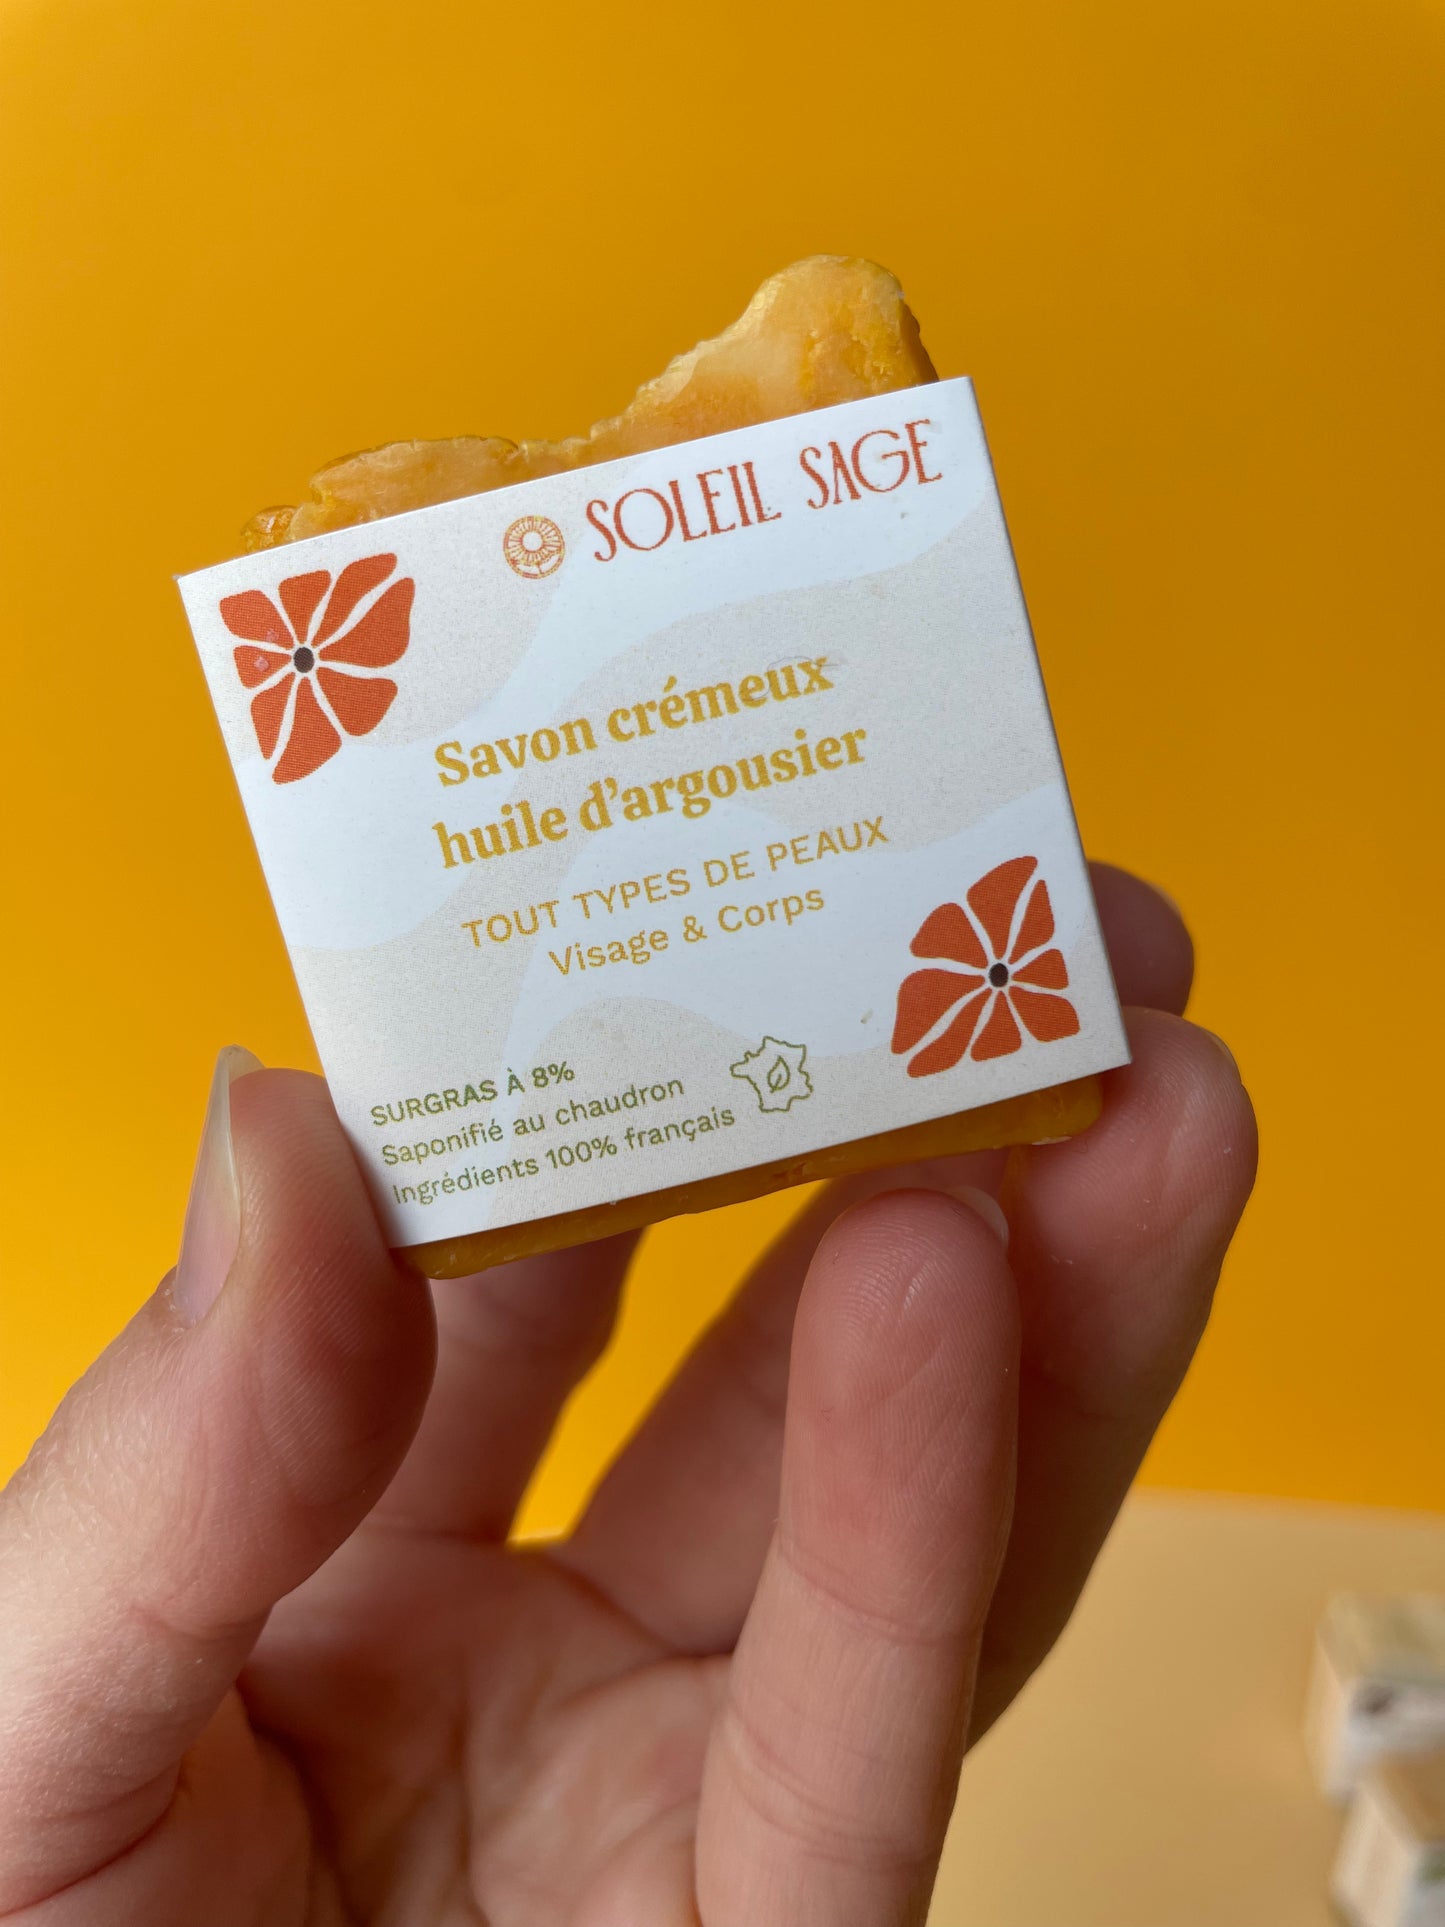 SOLEIL SAGE
Savon crémeux
huile d'argousier
TOUT TYPES DE PEAUX
Visage & Corps
SURGRAS À 8%
Saponifié au chaudron
Ingrédients 100% français